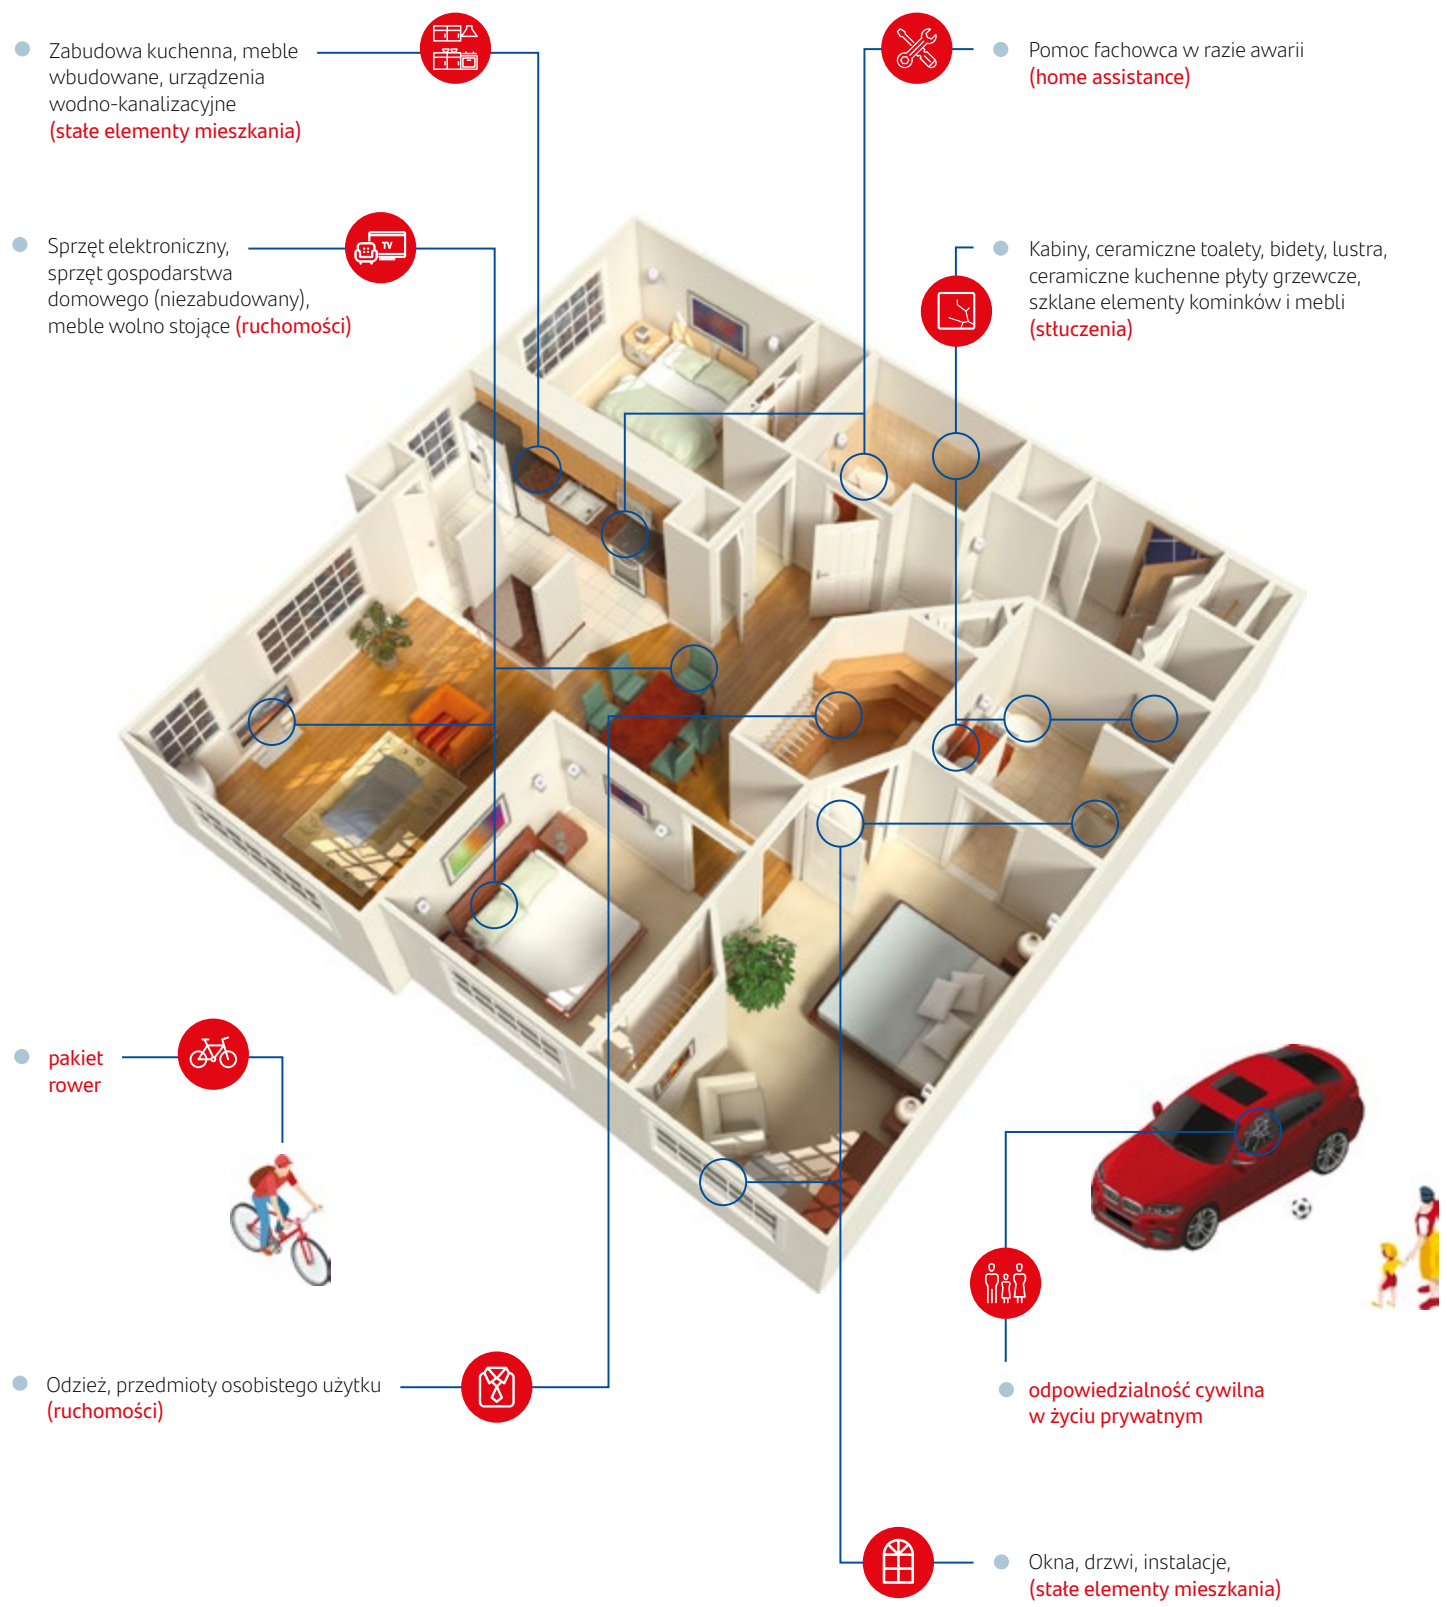 Zabudowa kuchenna, meble
wbudowane, urządzenia
wodno-kanalizacyjne
(stałe elementy mieszkania)
Pomoc fachowca w razie awarii
(home assistance)
Sprzęt elektroniczny,
sprzęt gospodarstwa
domowego (niezabudowany),
meble wolno stojące (ruchomości)
TV
Kabiny, ceramiczne toalety, bidety, lustra,
ceramiczne kuchenne płyty grzewcze,
szklane elementy kominków i mebli
(stłuczenia)
pakiet
rower
Odzież, przedmioty osobistego użytku
(ruchomości)
odpowiedzialność cywilna
w życiu prywatnym
Okna, drzwi, instalacje,
(stałe elementy mieszkania)